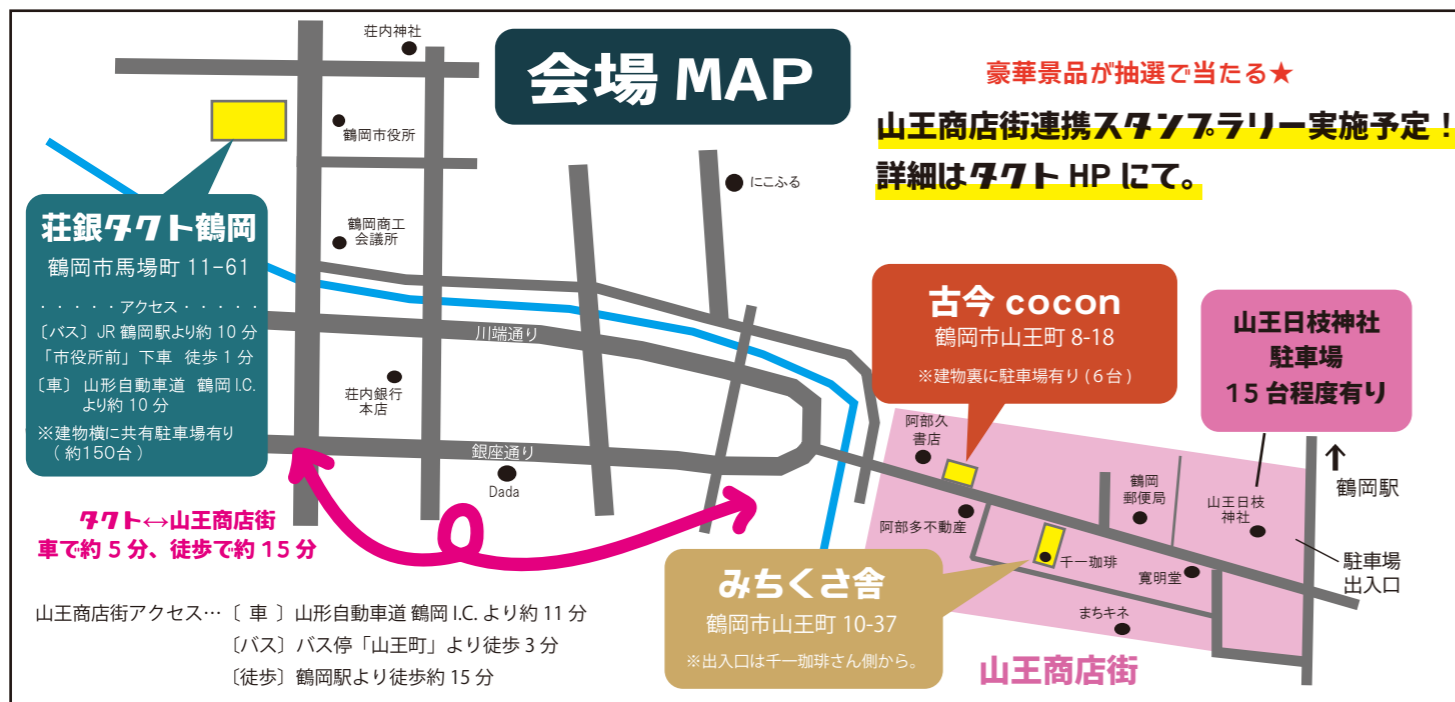 会場 MAP
豪華景品が抽選で当たる★
山王商店街連携スタンプラリー実施予定！
詳細はタクト HP にて。
荘内神社
鶴岡市役所
鶴岡商工
会議所
にこふる
荘銀タクト鶴岡
鶴岡市馬場町 11-61
・・・・・アクセス・・・・・
〔バス〕JR 鶴岡駅より約 10 分
「市役所前」下車 徒歩 1 分
〔車〕 山形自動車道 鶴岡 I.C.
より約 10 分
※建物横に共有駐車場有り
（約150台）
川端通り
荘内銀行
本店
銀座通り
Dada
古今 cocon
鶴岡市山王町 8-18
※建物裏に駐車場有り ( 6 台 )
山王日枝神社
駐車場
15 台程度有り
阿部久
書店
阿部多不動産
鶴岡
郵便局
山王日枝
神社
↑
鶴岡駅
駐車場
出入口
千一珈琲
寛明堂
まちキネ
山王商店街
みちくさ舎
鶴岡市山王町 10-37
※出入口は千一珈琲さん側から。
タクト↔山王商店街
車で約 5 分、徒歩で約 15 分
山王商店街アクセス…〔 車 〕山形自動車道 鶴岡 I.C. より約 11 分
〔バス〕バス停「山王町」より徒歩 3 分
〔徒歩〕鶴岡駅より徒歩約 15 分